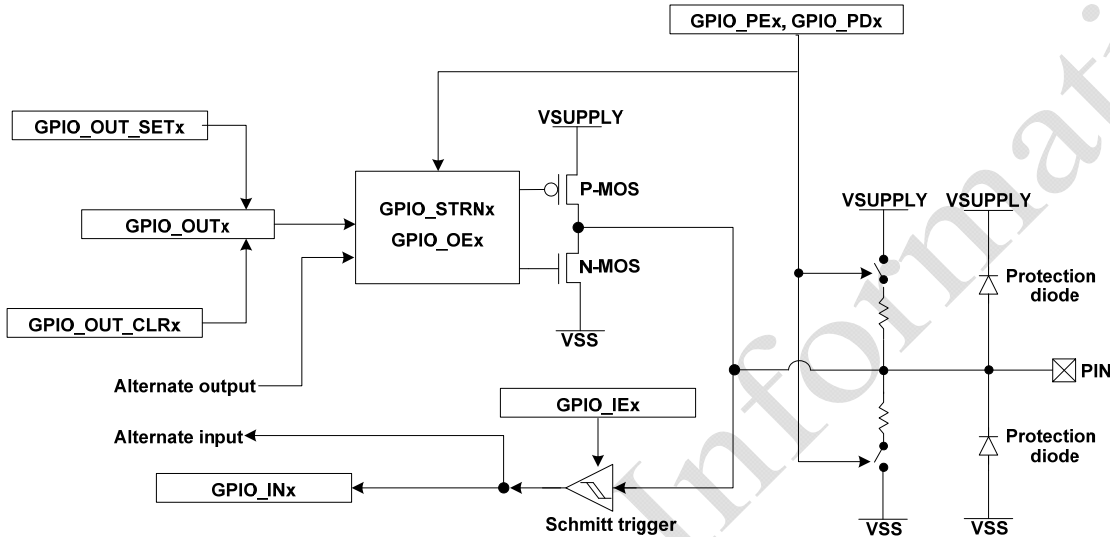 GPIO_PEx, GPIO_PDx
GPIO_OUT_SETx
VSUPPLY
P-MOS
GPIO_STRNx
GPIO_OEx
GPIO_OUTx
N-MOS
VSUPPLY
VSUPPLY
Protection
diode
GPIO_OUT_CLRx
VSS
Alternate output
PIN
GPIO_IEx
Alternate input
Protection
diode
GPIO_INx
Schmitt trigger
VSS
VSS
Informati